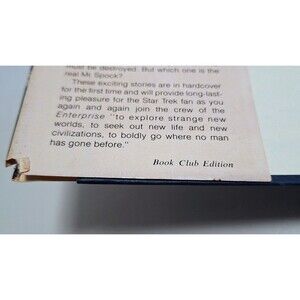 must be destroyed. But which one is the
real Mr. Spock?
These exciting stories are in hardcover
for the first time and will provide long-last-
ing pleasure for the Star Trek fan as you
again and again join the crew of the
Enterprise "to explore strange new
worlds, to seek out new life and new
civilizations, to boldly go where no man
has gone before."
Book Club Edition